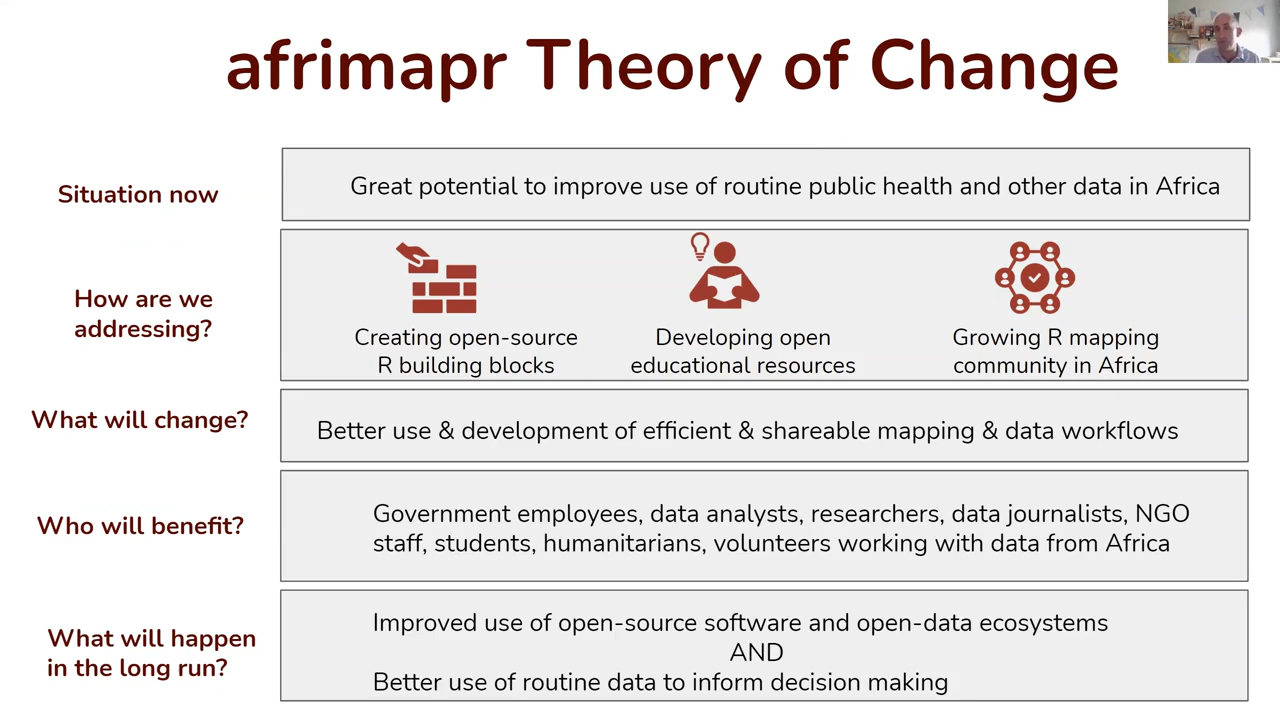 afrimapr Theory of Change
Situation now
Great potential to improve use of routine public health and other data in Africa
How are we
addressing?
Creating open-source
R building blocks
Developing open
educational resources
Growing R mapping
community in Africa
What will change?
Better use & development of efficient & shareable mapping & data workflows
Who will benefit?
Government employees, data analysts, researchers, data journalists, NGO
staff, students, humanitarians, volunteers working with data from Africa
What will happen
in the long run?
Improved use of open-source software and open-data ecosystems
AND
Better use of routine data to inform decision making